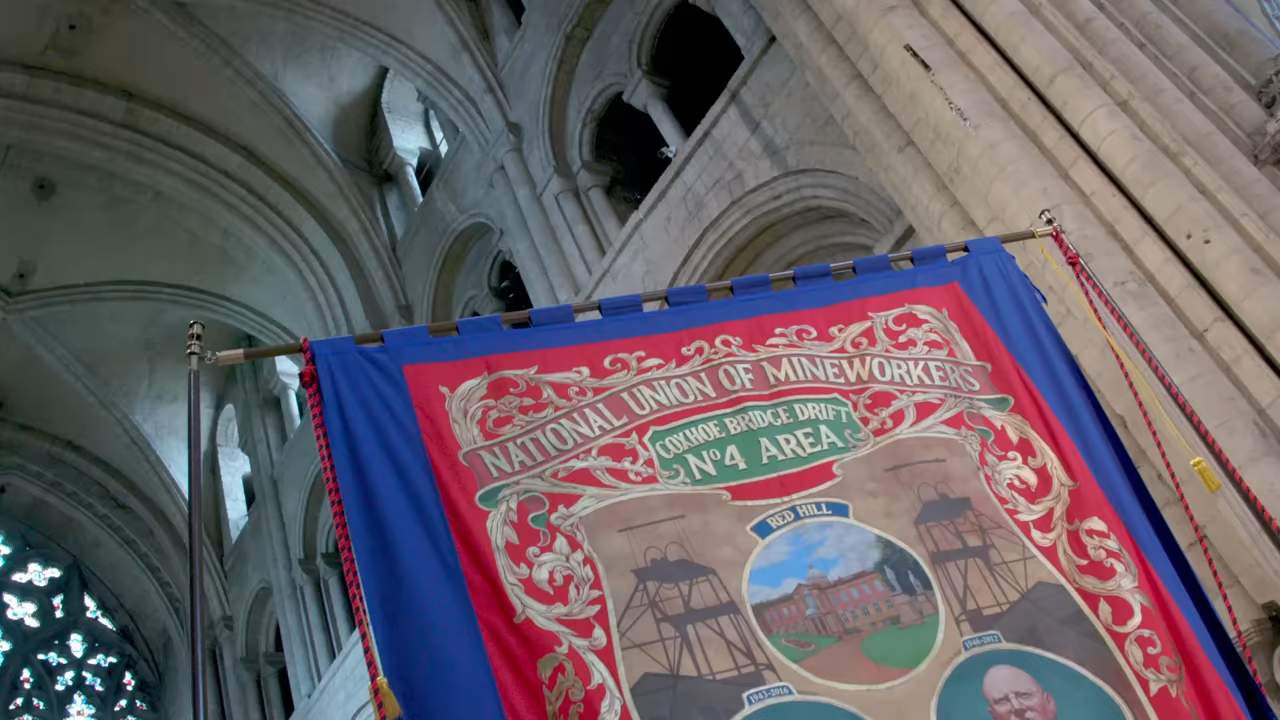 NATIONAL UNION OF MINEWORKERS
COXHOE BRIDGE DRIFT
Nº4 AREA
RED HILL
1946-2012
1943-2016